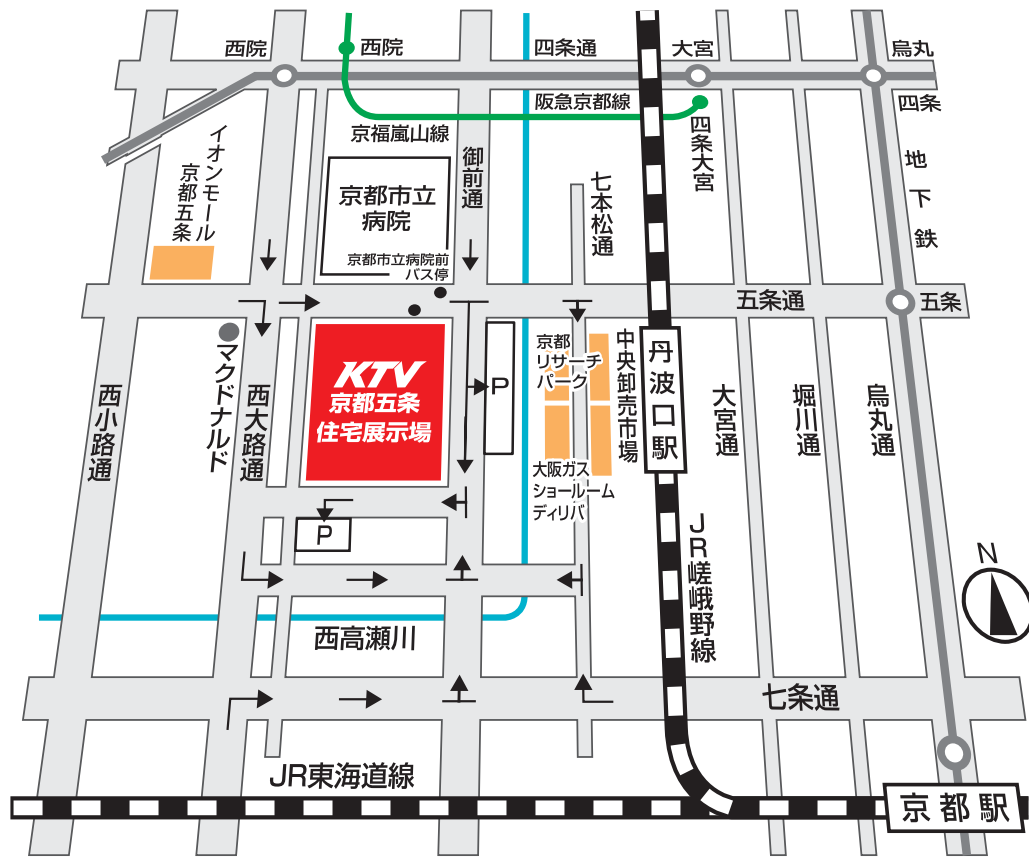 西院
西院
四条通
大宮
烏丸
阪急京都線
四条
京福嵐山線
四条大宮
地下鉄
イオンモール
京都五条
京都市立
病院
御前通
七本松通
京都市立病院前
バス停
五条通
五条
マクドナルド
KTV
京都五条
住宅展示場
P
京都
リサーチ
パーク
中央卸売市場
丹波口駅
西小路通
西大路通
大宮通
堀川通
烏丸通
大阪ガス
ショールーム
ディリパ
P
JR嵯峨野線
N
西高瀬川
七条通
JR東海道線
京都駅